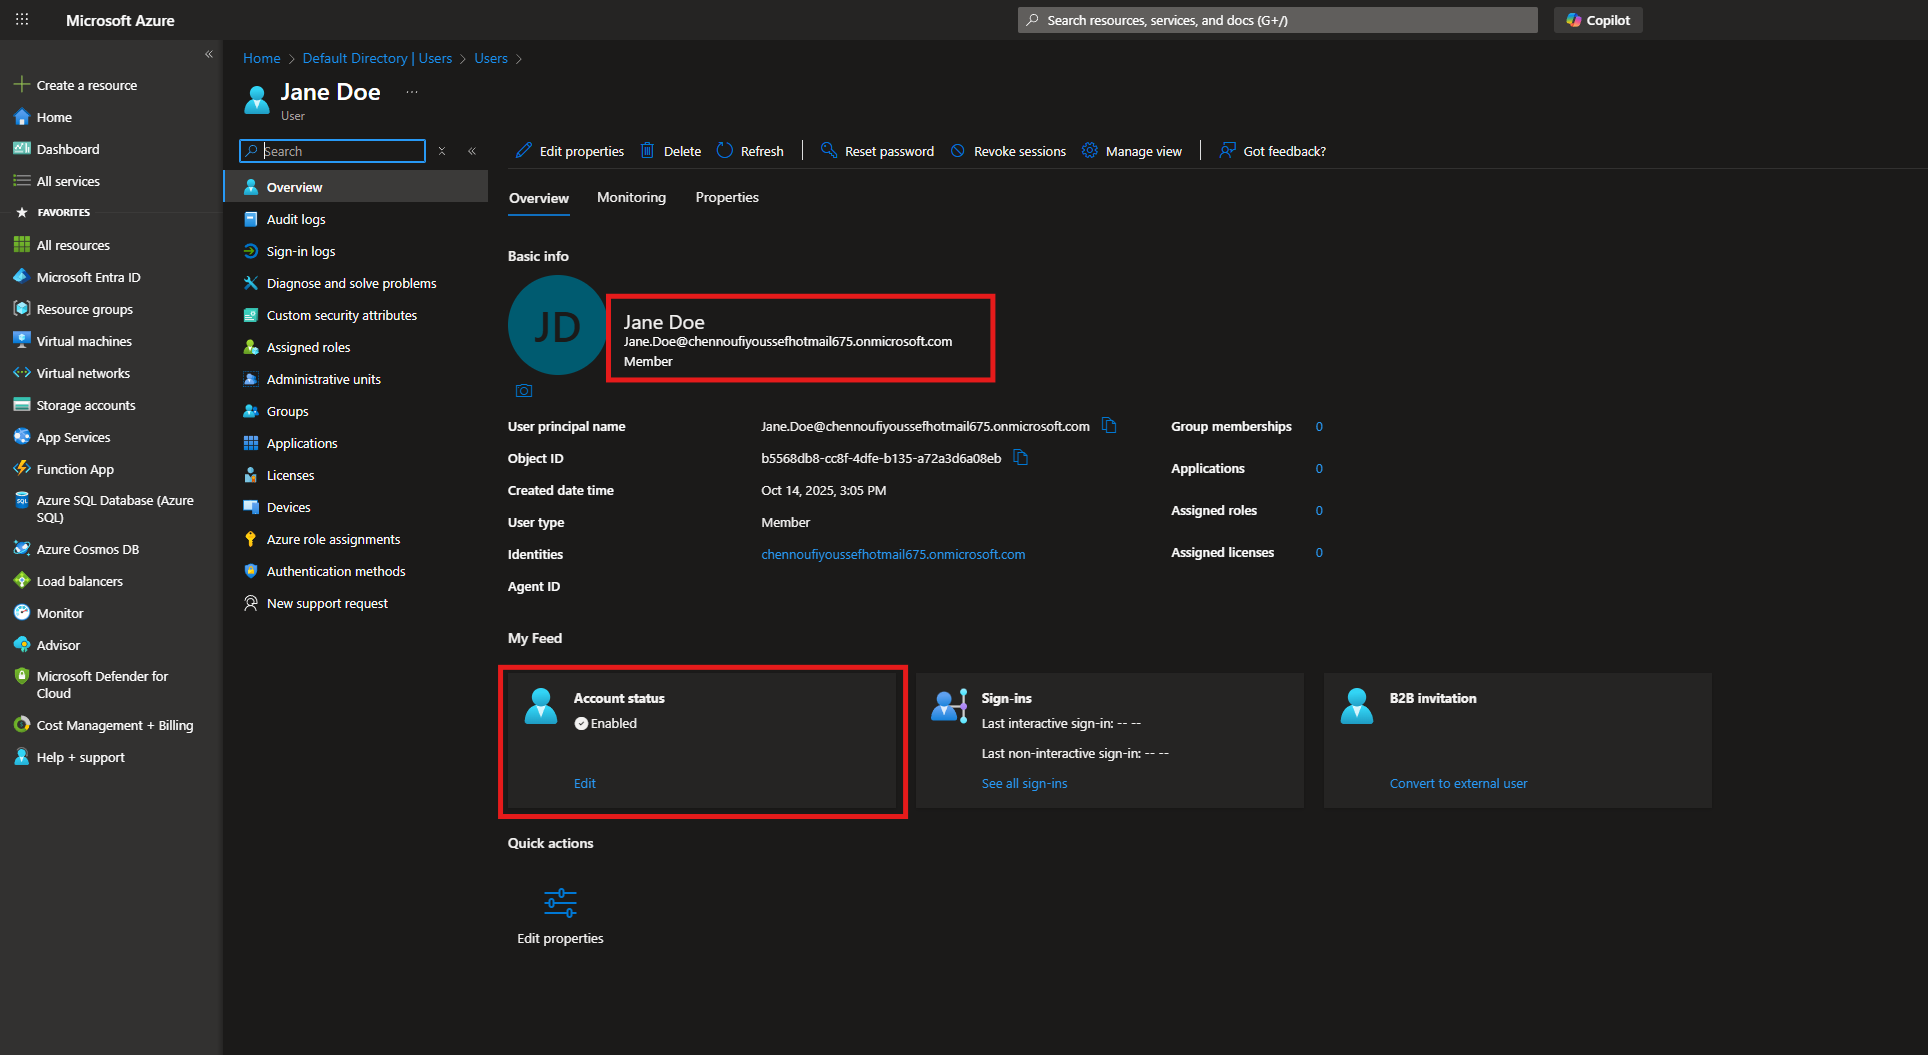 Microsoft Azure
Search resources, services, and docs (G+/)
Copilot
Create a resource
Home
Dashboard
All services
FAVORITES
All resources
Microsoft Entra ID
Resource groups
Virtual machines
Virtual networks
Storage accounts
App Services
Function App
Azure SQL Database (Azure
SQL)
Azure Cosmos DB
Load balancers
Monitor
Advisor
Microsoft Defender for
Cloud
Cost Management + Billing
Help + support
Home > Default Directory | Users > Users >
Jane Doe ...
User
Search
Overview
Audit logs
Sign-in logs
Diagnose and solve problems
Custom security attributes
Assigned roles
Administrative units
Groups
Applications
Licenses
Devices
Azure role assignments
Authentication methods
New support request
Edit properties Delete Refresh Reset password Revoke sessions Manage view Got feedback?
Overview Monitoring Properties
Basic info
JD
Jane Doe
Jane.Doe@chennoufiyoussefhotmail675.onmicrosoft.com
Member
User principal name Jane.Doe@chennoufiyoussefhotmail675.onmicrosoft.com
Object ID b5568db8-cc8f-4dfe-b135-a72a3d6a08eb
Created date time Oct 14, 2025, 3:05 PM
User type Member
Identities chennoufiyoussefhotmail675.onmicrosoft.com
Agent ID
Group memberships 0
Applications 0
Assigned roles 0
Assigned licenses 0
My Feed
Account status
Enabled
Edit
Sign-ins
Last interactive sign-in: -- --
Last non-interactive sign-in: -- --
See all sign-ins
B2B invitation
Convert to external user
Quick actions
Edit properties